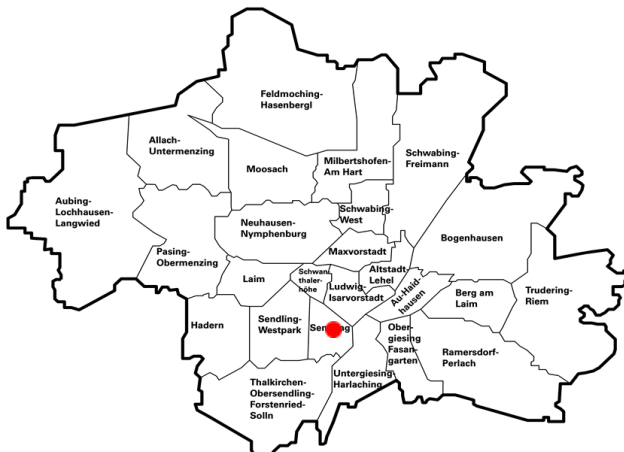 Feldmoching-
Hasenbergl
Allach-
Untermenzing
Moosach
Milbertshofen-
Am Hart
Schwabing-
Freimann
Aubing-
Lochhausen-
Langwied
Neuhausen-
Nymphenburg
Schwabing-
West
Bogenhausen
Pasing-
Obermenzing
Maxvorstadt
Laim
Schwan-
thaler-
höhe
Ludwig-
Isarvorstadt
Altstadt-
Lehel
Au-Haid-
hausen
Berg am
Laim
Trudering-
Riem
Hadern
Sendling-
Westpark
Ober-
giesing
Fasan-
garten
Ramersdorf-
Perlach
Thalkirchen-
Obersendling-
Forstenried-
Solln
Untergiesing-
Harlaching